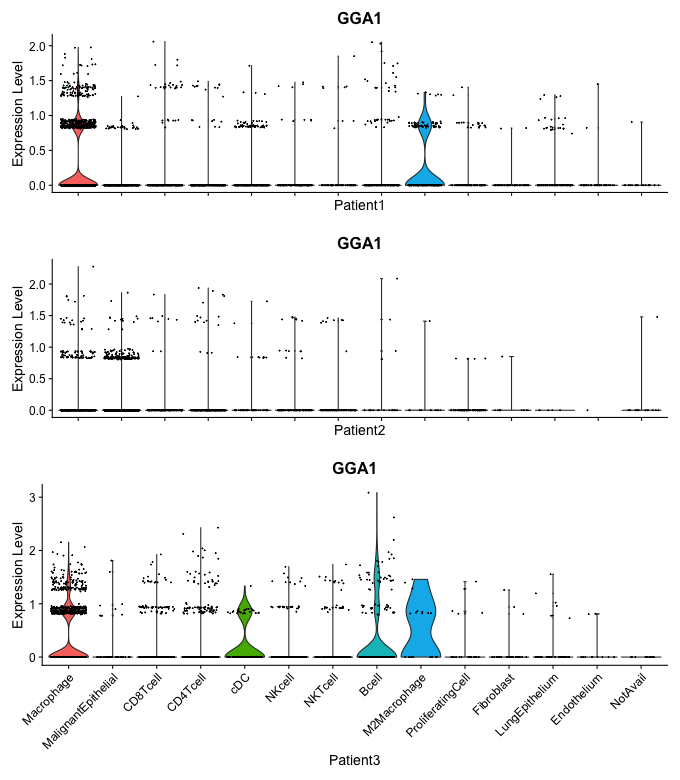 GGA1
Expression Level
2.0
1.5
1.0
0.5
0.0
Patient1
GGA1
Expression Level
2.0
1.5
1.0
0.5
0.0
Patient2
GGA1
Expression Level
3
2
1
0
Macrophage
MalignantEpithelial
CD8Tcell
CD4Tcell
cDC
NKcell
NKTcell
Bcell
M2Macrophage
ProliferatingCell
Fibroblast
LungEpithelium
Endothelium
NotAvail
Patient3